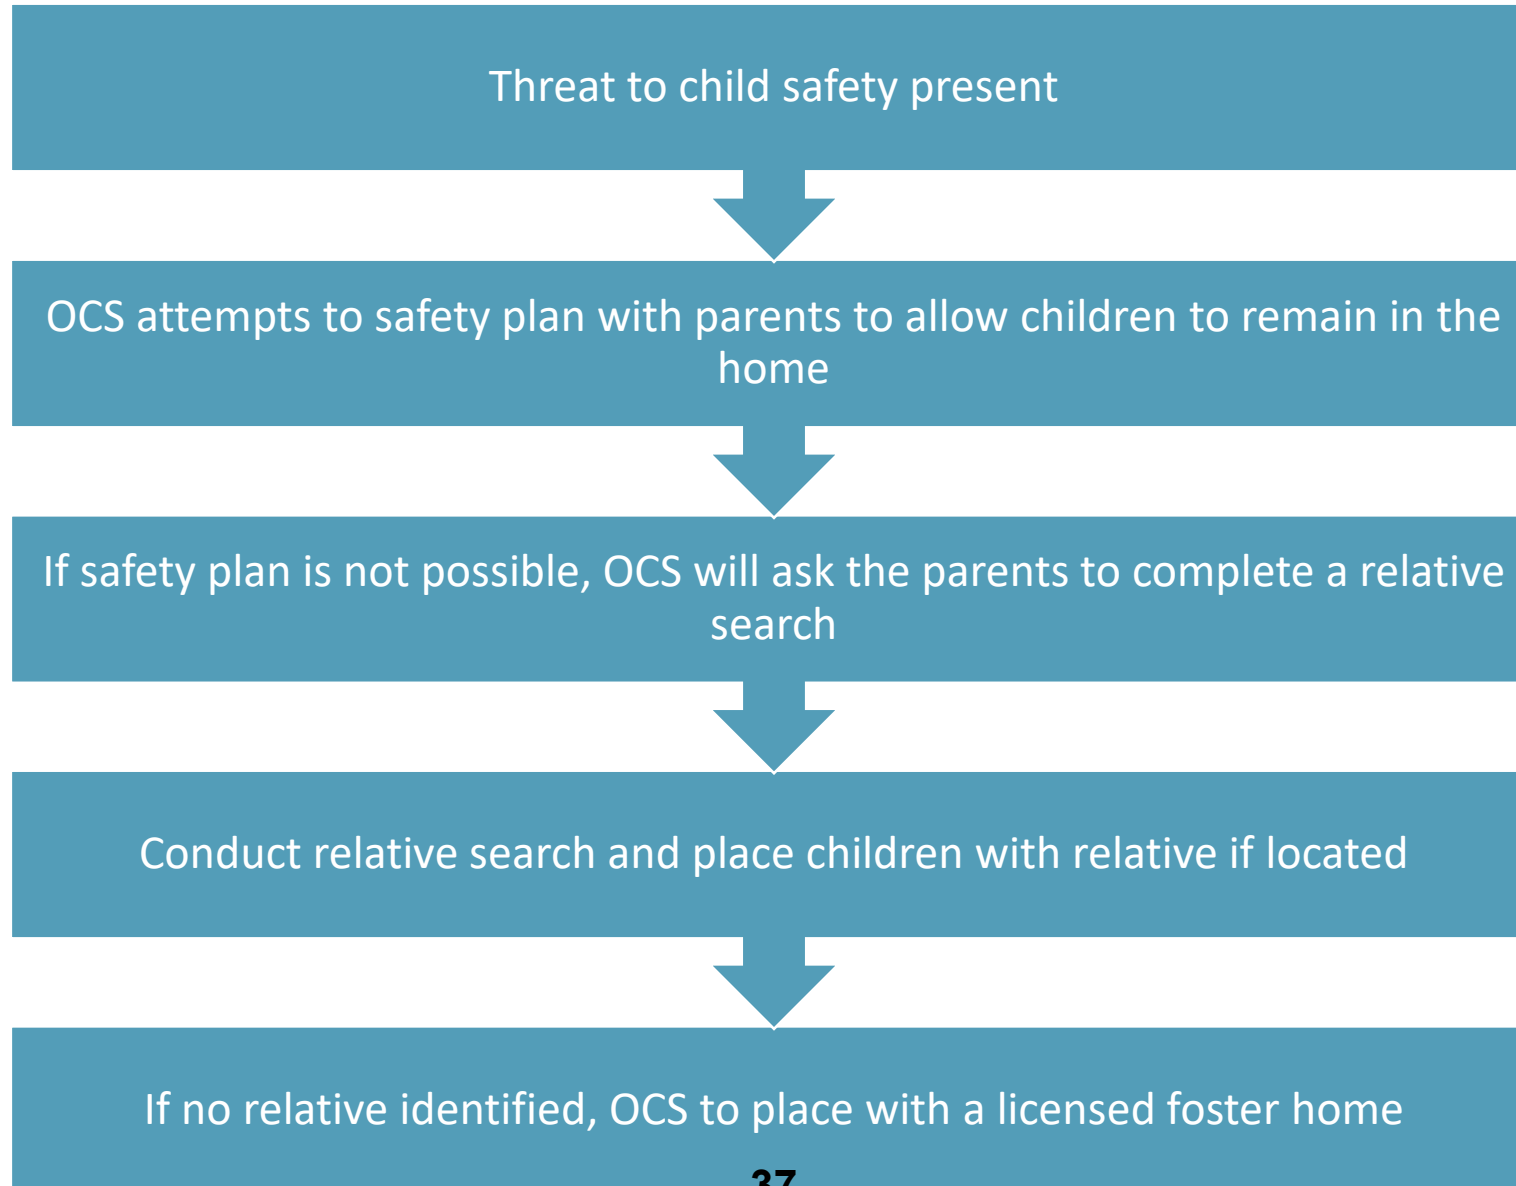 Threat to child safety present
OCS attempts to safety plan with parents to allow children to remain in the
home
If safety plan is not possible, OCS will ask the parents to complete a relative
search
Conduct relative search and place children with relative if located
If no relative identified, OCS to place with a licensed foster home
37